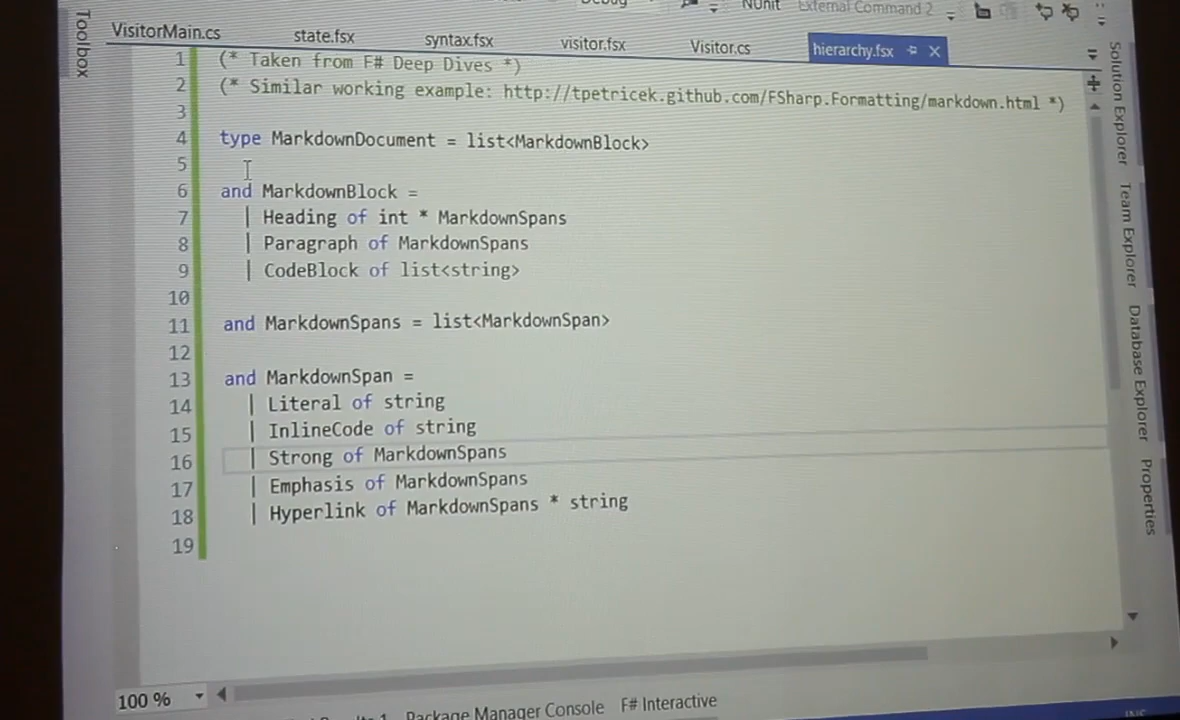 NUnit External Command 2
Toolbox
VisitorMain.cs state.fsx syntax.fsx visitor.fsx Visitor.cs hierarchy.fsx
1 (* Taken from F# Deep Dives *)
2 (* Similar working example: http://tpetricek.github.com/FSharp.Formatting/markdown.html *)
3
4 type MarkdownDocument = list<MarkdownBlock>
5
6 and MarkdownBlock =
7 | Heading of int * MarkdownSpans
8 | Paragraph of MarkdownSpans
9 | CodeBlock of list<string>
10
11 and MarkdownSpans = list<MarkdownSpan>
12
13 and MarkdownSpan =
14 | Literal of string
15 | InlineCode of string
16 | Strong of MarkdownSpans
17 | Emphasis of MarkdownSpans
18 | Hyperlink of MarkdownSpans * string
19
Solution Explorer
Team Explorer
Database Explorer
Properties
100 %
Package Manager Console F# Interactive